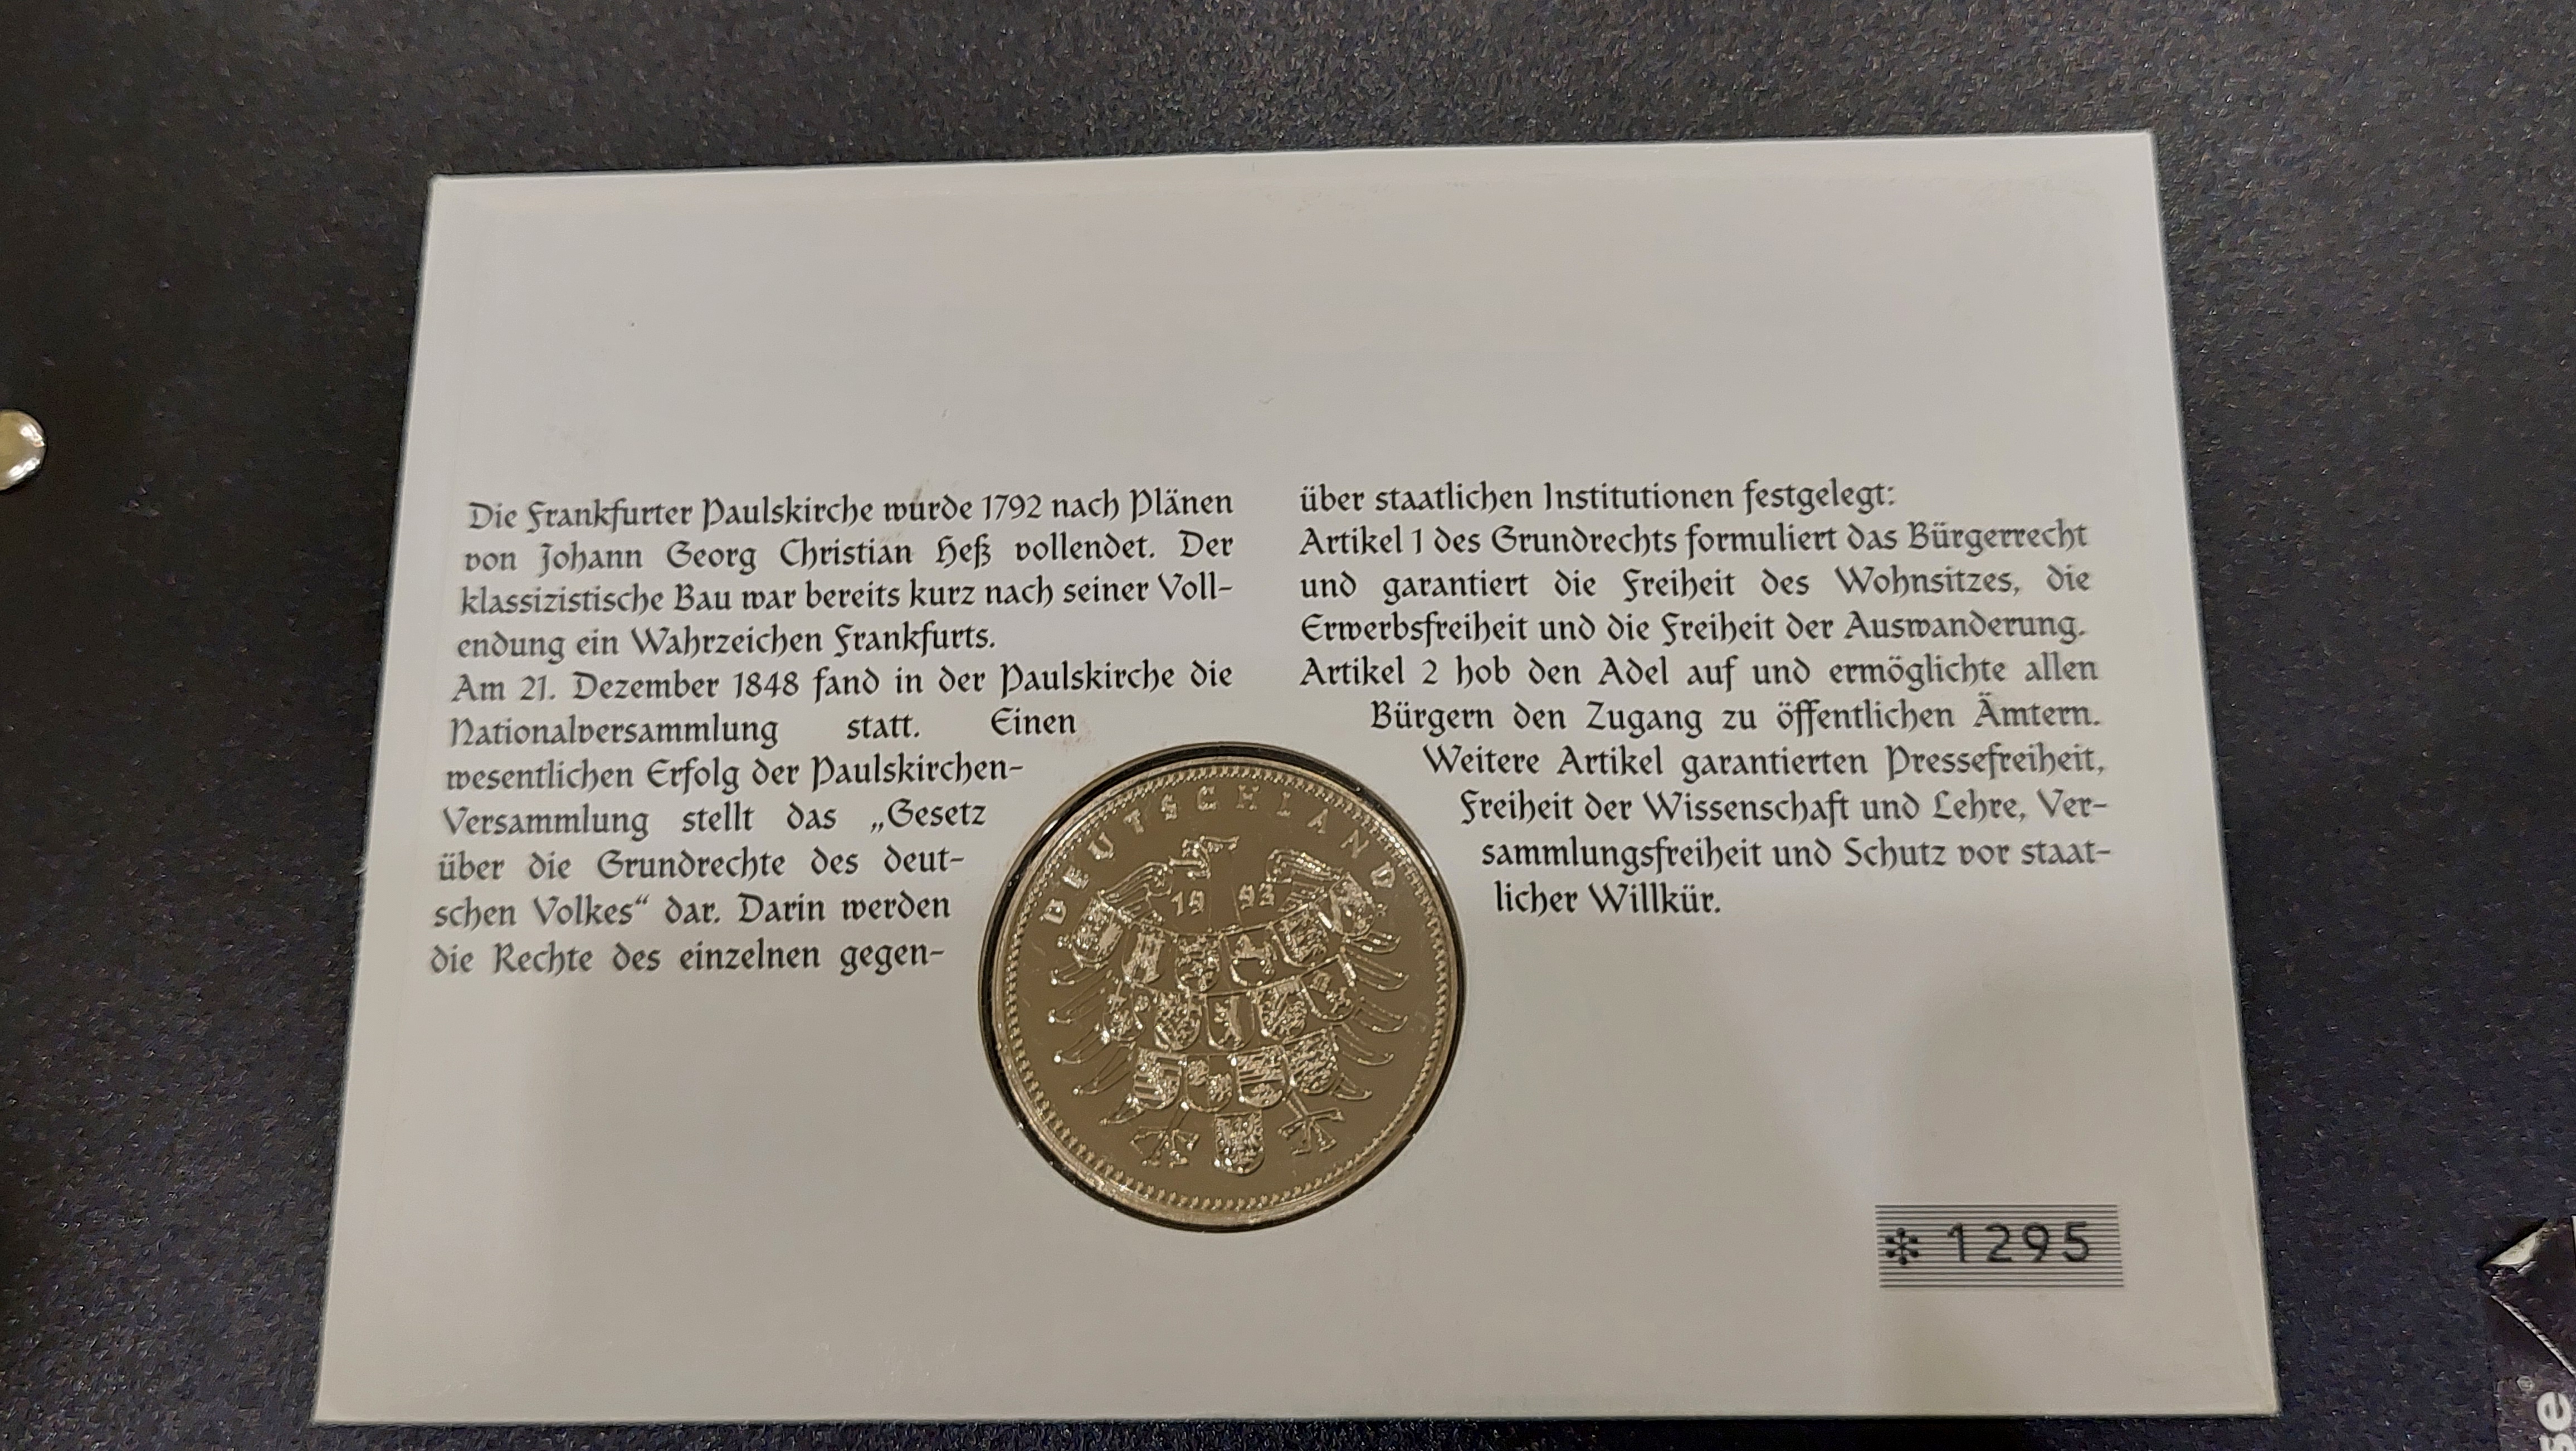 Die Frankfurter Paulskirche wurde 1792 nach Plänen
von Johann Georg Christian Heß vollendet. Der
klassizistische Bau war bereits kurz nach seiner Voll-
endung ein Wahrzeichen Frankfurts.
Am 21. Dezember 1848 fand in der Paulskirche die
Nationalversammlung statt. Einen
wesentlichen Erfolg der Paulskirchen-
Versammlung stellt das „Gesetz
über die Grundrechte des deut-
schen Volkes“ dar. Darin werden
die Rechte des einzelnen gegen-
über staatlichen Institutionen festgelegt:
Artikel 1 des Grundrechts formuliert das Bürgerrecht
und garantiert die Freiheit des Wohnsitzes, die
Erwerbsfreiheit und die Freiheit der Auswanderung.
Artikel 2 hob den Adel auf und ermöglichte allen
Bürgern den Zugang zu öffentlichen Ämtern.
Weitere Artikel garantierten Pressefreiheit,
Freiheit der Wissenschaft und Lehre, Ver-
sammlungsfreiheit und Schutz vor staat-
licher Willkür.
DEUTSCHLAND
19 93
* 1295